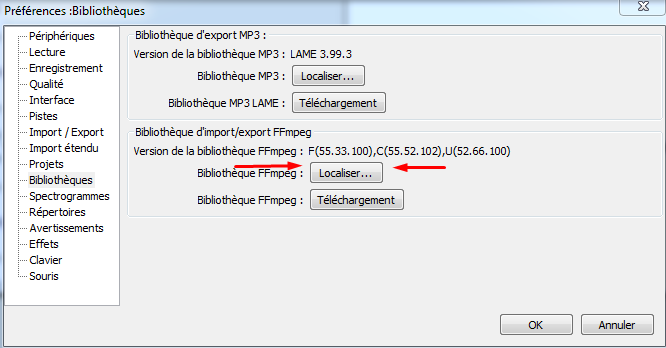 Préférences :Bibliothèques
Périphériques
Lecture
Enregistrement
Qualité
Interface
Pistes
Import / Export
Import étendu
Projets
Bibliothèques
Spectrogrammes
Répertoires
Avertissements
Effets
Clavier
Souris
Bibliothèque d'export MP3 :
Version de la bibliothèque MP3 : LAME 3.99.3
Bibliothèque MP3 : Localiser...
Bibliothèque MP3 LAME : Téléchargement
Bibliothèque d'import/export FFmpeg
Version de la bibliothèque FFmpeg : F(55.33.100),C(55.52.102),U(52.66.100)
Bibliothèque FFmpeg : Localiser...
Bibliothèque FFmpeg : Téléchargement
OK Annuler